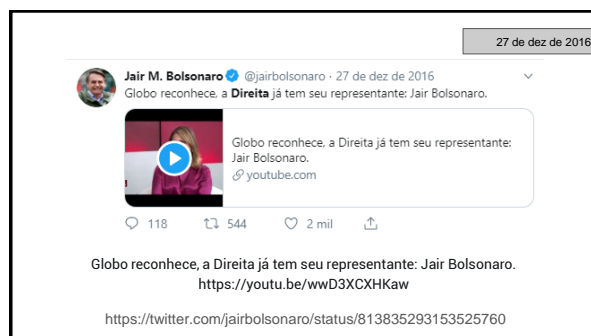 27 de dez de 2016
Jair M. Bolsonaro @jairbolsonaro · 27 de dez de 2016
Globo reconhece, a Direita já tem seu representante: Jair Bolsonaro.
Globo reconhece, a Direita já tem seu representante:
Jair Bolsonaro.
youtube.com
118 544 2 mil
Globo reconhece, a Direita já tem seu representante: Jair Bolsonaro.
https://youtu.be/wwD3XCXHKaw
https://twitter.com/jairbolsonaro/status/813835293153525760